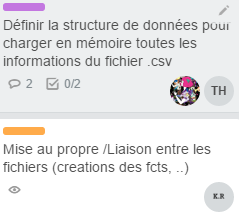 Définir la structure de données pour
charger en mémoire toutes les
informations du fichier .csv
2 0/2
TH
Mise au propre /Liaison entre les
fichiers (creations des fcts, ..)
K.R